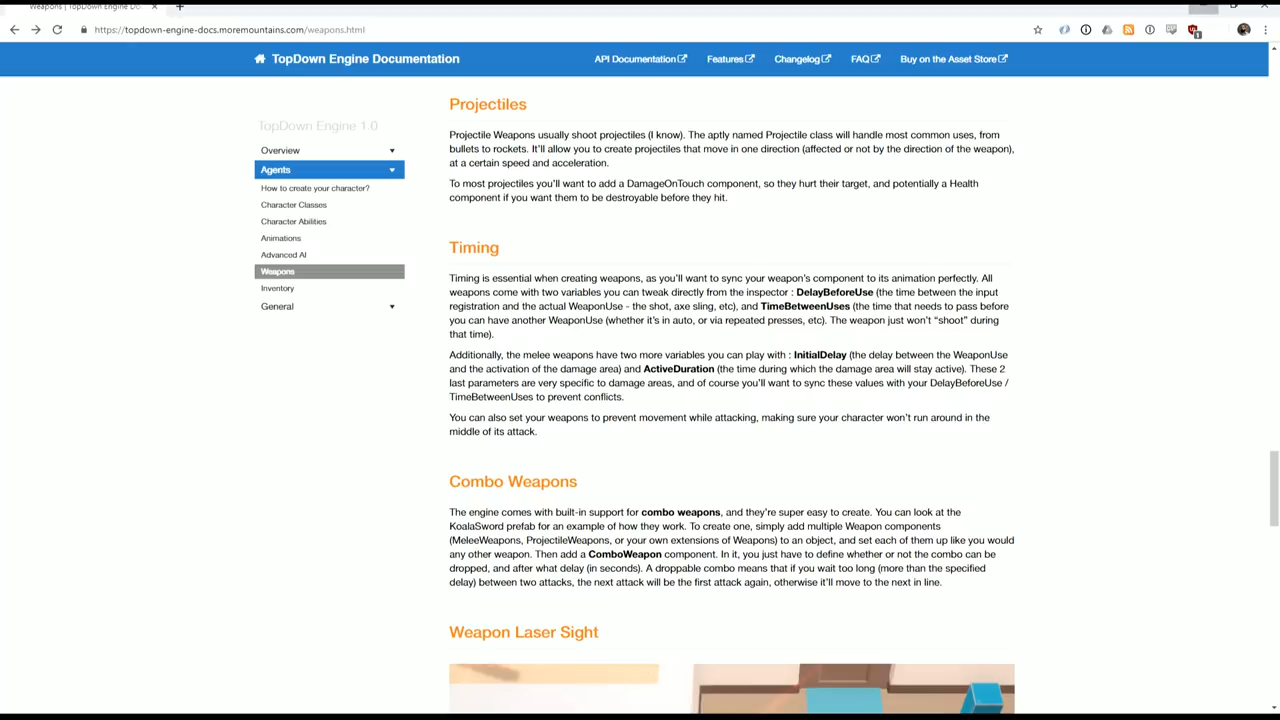 Weapons | TopDown Engine Do
https://topdown-engine-docs.moremountains.com/weapons.html
TopDown Engine Documentation
API Documentation
Features
Changelog
FAQ
Buy on the Asset Store
TopDown Engine 1.0
Overview
Agents
How to create your character?
Character Classes
Character Abilities
Animations
Advanced AI
Weapons
Inventory
General
Projectiles
Projectile Weapons usually shoot projectiles (I know). The aptly named Projectile class will handle most common uses, from
bullets to rockets. It'll allow you to create projectiles that move in one direction (affected or not by the direction of the weapon),
at a certain speed and acceleration.
To most projectiles you'll want to add a DamageOnTouch component, so they hurt their target, and potentially a Health
component if you want them to be destroyable before they hit.
Timing
Timing is essential when creating weapons, as you'll want to sync your weapon's component to its animation perfectly. All
weapons come with two variables you can tweak directly from the inspector : DelayBeforeUse (the time between the input
registration and the actual WeaponUse - the shot, axe sling, etc), and TimeBetweenUses (the time that needs to pass before
you can have another WeaponUse (whether it's in auto, or via repeated presses, etc). The weapon just won't "shoot" during
that time).
Additionally, the melee weapons have two more variables you can play with : InitialDelay (the delay between the WeaponUse
and the activation of the damage area) and ActiveDuration (the time during which the damage area will stay active). These 2
last parameters are very specific to damage areas, and of course you'll want to sync these values with your DelayBeforeUse /
TimeBetweenUses to prevent conflicts.
You can also set your weapons to prevent movement while attacking, making sure your character won't run around in the
middle of its attack.
Combo Weapons
The engine comes with built-in support for combo weapons, and they're super easy to create. You can look at the
KoalaSword prefab for an example of how they work. To create one, simply add multiple Weapon components
(MeleeWeapons, ProjectileWeapons, or your own extensions of Weapons) to an object, and set each of them up like you would
any other weapon. Then add a ComboWeapon component. In it, you just have to define whether or not the combo can be
dropped, and after what delay (in seconds). A droppable combo means that if you wait too long (more than the specified
delay) between two attacks, the next attack will be the first attack again, otherwise it'll move to the next in line.
Weapon Laser Sight